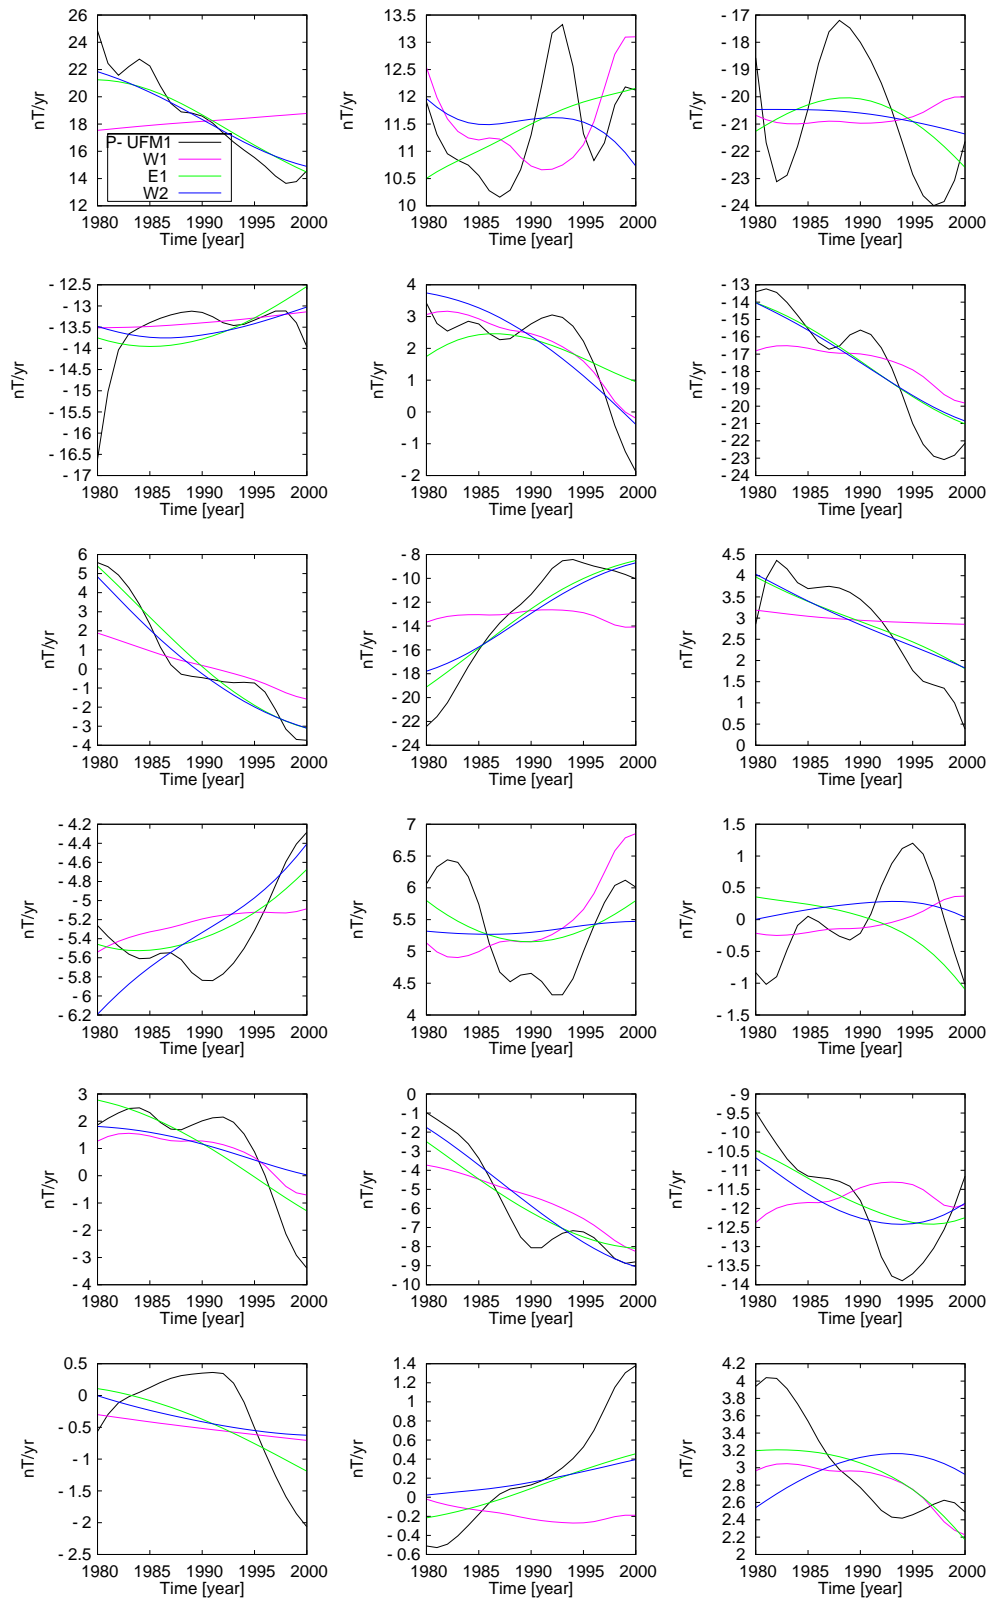 26
24
22
20
18
16
14
12
nT/yr
P- UFM1
W1
E1
W2
1980 1985 1990 1995 2000
Time [year]
13.5
13
12.5
12
11.5
11
10.5
10
nT/yr
1980 1985 1990 1995 2000
Time [year]
- 17
- 18
- 19
- 20
- 21
- 22
- 23
- 24
nT/yr
1980 1985 1990 1995 2000
Time [year]
- 12.5
- 13
- 13.5
- 14
- 14.5
- 15
- 15.5
- 16
- 16.5
- 17
nT/yr
1980 1985 1990 1995 2000
Time [year]
4
3
2
1
0
- 1
- 2
nT/yr
1980 1985 1990 1995 2000
Time [year]
- 13
- 14
- 15
- 16
- 17
- 18
- 19
- 20
- 21
- 22
- 23
- 24
nT/yr
1980 1985 1990 1995 2000
Time [year]
6
5
4
3
2
1
0
- 1
- 2
- 3
- 4
nT/yr
1980 1985 1990 1995 2000
Time [year]
- 8
- 10
- 12
- 14
- 16
- 18
- 20
- 22
- 24
nT/yr
1980 1985 1990 1995 2000
Time [year]
4.5
4
3.5
3
2.5
2
1.5
1
0.5
0
nT/yr
1980 1985 1990 1995 2000
Time [year]
- 4.2
- 4.4
- 4.6
- 4.8
- 5
- 5.2
- 5.4
- 5.6
- 5.8
- 6
- 6.2
nT/yr
1980 1985 1990 1995 2000
Time [year]
7
6.5
6
5.5
5
4.5
4
nT/yr
1980 1985 1990 1995 2000
Time [year]
1.5
1
0.5
0
- 0.5
- 1
- 1.5
nT/yr
1980 1985 1990 1995 2000
Time [year]
3
2
1
0
- 1
- 2
- 3
- 4
nT/yr
1980 1985 1990 1995 2000
Time [year]
0
- 1
- 2
- 3
- 4
- 5
- 6
- 7
- 8
- 9
- 10
nT/yr
1980 1985 1990 1995 2000
Time [year]
- 9
- 9.5
- 10
- 10.5
- 11
- 11.5
- 12
- 12.5
- 13
- 13.5
- 14
nT/yr
1980 1985 1990 1995 2000
Time [year]
0.5
0
- 0.5
- 1
- 1.5
- 2
- 2.5
nT/yr
1980 1985 1990 1995 2000
Time [year]
1.4
1.2
1
0.8
0.6
0.4
0.2
0
- 0.2
- 0.4
- 0.6
nT/yr
1980 1985 1990 1995 2000
Time [year]
4.2
4
3.8
3.6
3.4
3.2
3
2.8
2.6
2.4
2.2
2
nT/yr
1980 1985 1990 1995 2000
Time [year]